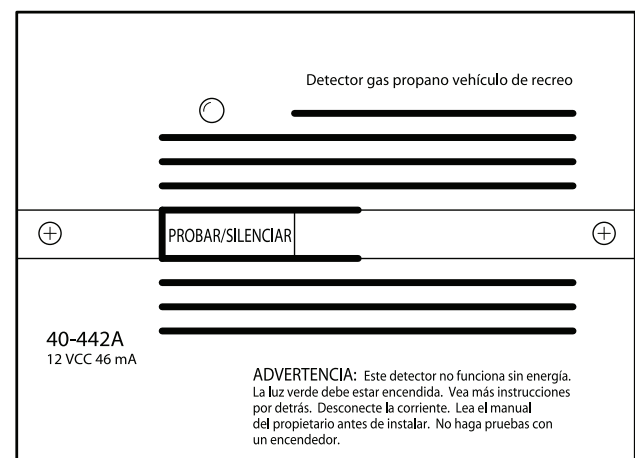 Detector gas propano vehículo de recreo
PROBAR/SILENCIAR
40-442A
12 VCC 46 mA
ADVERTENCIA: Este detector no funciona sin energía.
La luz verde debe estar encendida. Vea más instrucciones
por detrás. Desconecte la corriente. Lea el manual
del propietario antes de instalar. No haga pruebas con
un encendedor.